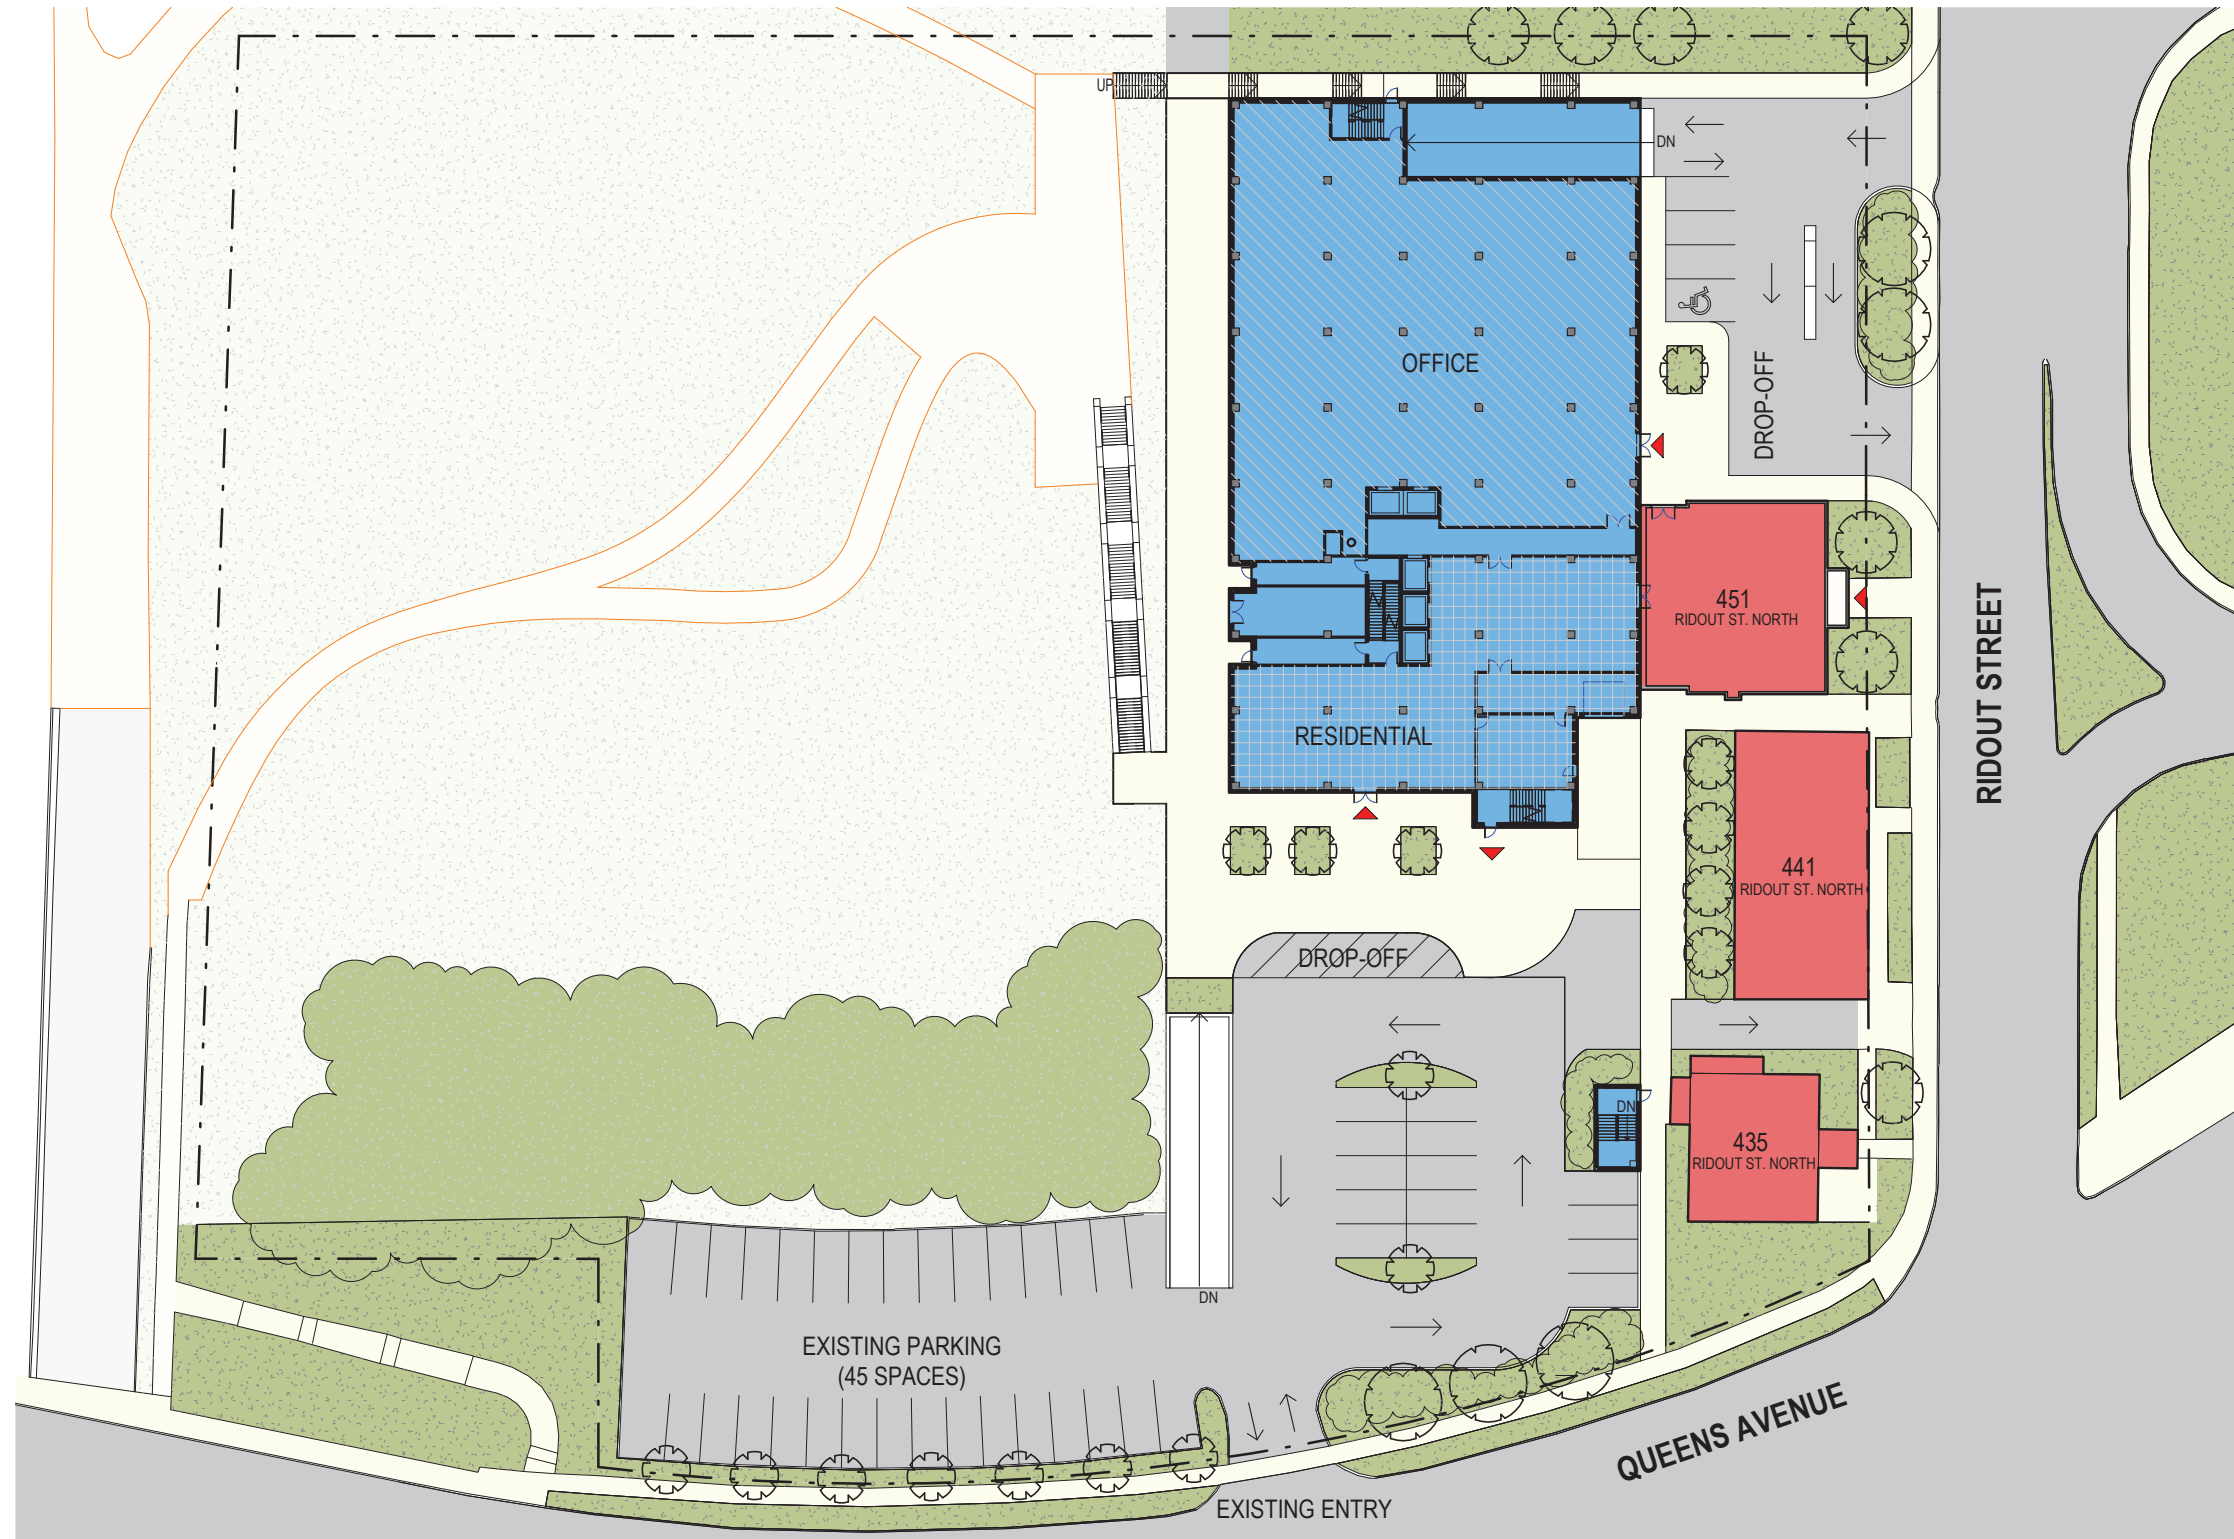 UP
DN
OFFICE
DROP-OFF
451
RIDOUT ST. NORTH
RIDOUT STREET
RESIDENTIAL
441
RIDOUT ST. NORTH
DROP-OFF
DN
435
RIDOUT ST. NORTH
DN
EXISTING PARKING
(45 SPACES)
QUEENS AVENUE
EXISTING ENTRY